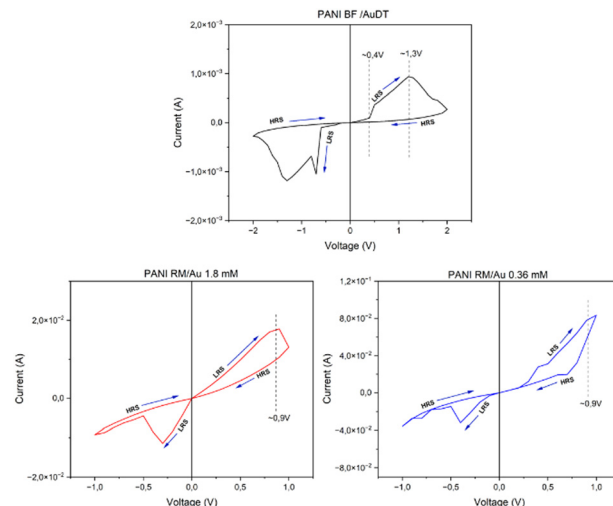 PANI BF /AuDT
2,0×10⁻³
~0,4V
~1,3V
1,0×10⁻³
LRS
Current (A)
HRS
0,0
HRS
LRS
−1,0×10⁻³
−2,0×10⁻³
−2
−1
0
1
2
Voltage (V)
PANI RM/Au 1.8 mM
2,0×10⁻²
LRS
HRS
Current (A)
HRS
0,0
LRS
~0,9V
−2,0×10⁻²
−1,0
−0,5
0,0
0,5
1,0
Voltage (V)
PANI RM/Au 0.36 mM
1,2×10⁻¹
8,0×10⁻²
LRS
4,0×10⁻²
Current (A)
HRS
HRS
0,0
LRS
~0,9V
−4,0×10⁻²
−8,0×10⁻²
−1,0
−0,5
0,0
0,5
1,0
Voltage (V)